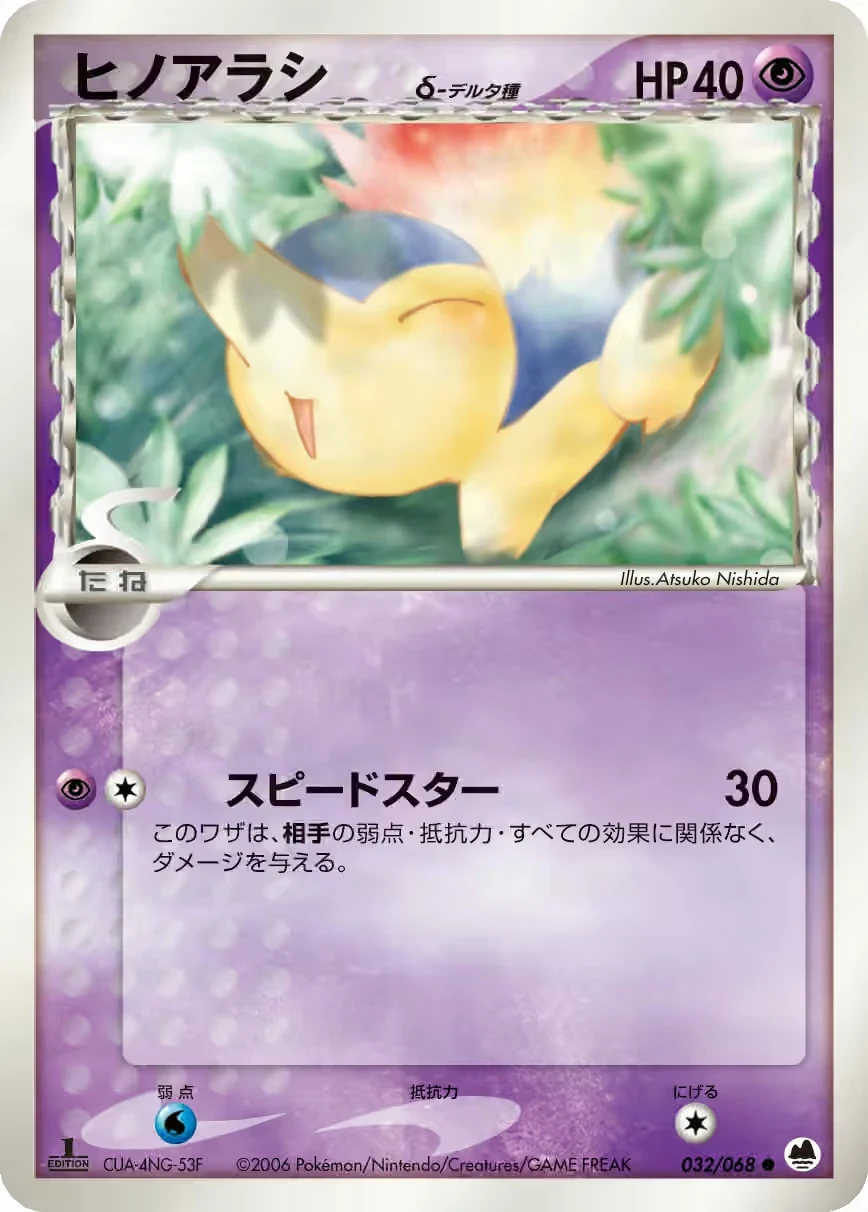 ヒノアラシ δ-デルタ種 HP40
たね
Illus.Atsuko Nishida
スピードスター 30
このワザは、相手の弱点・抵抗力・すべての効果に関係なく、
ダメージを与える。
弱点 抵抗力 にげる
1 EDITION CUA-4NG-53F ©2006 Pokémon/Nintendo/Creatures/GAME FREAK 032/068